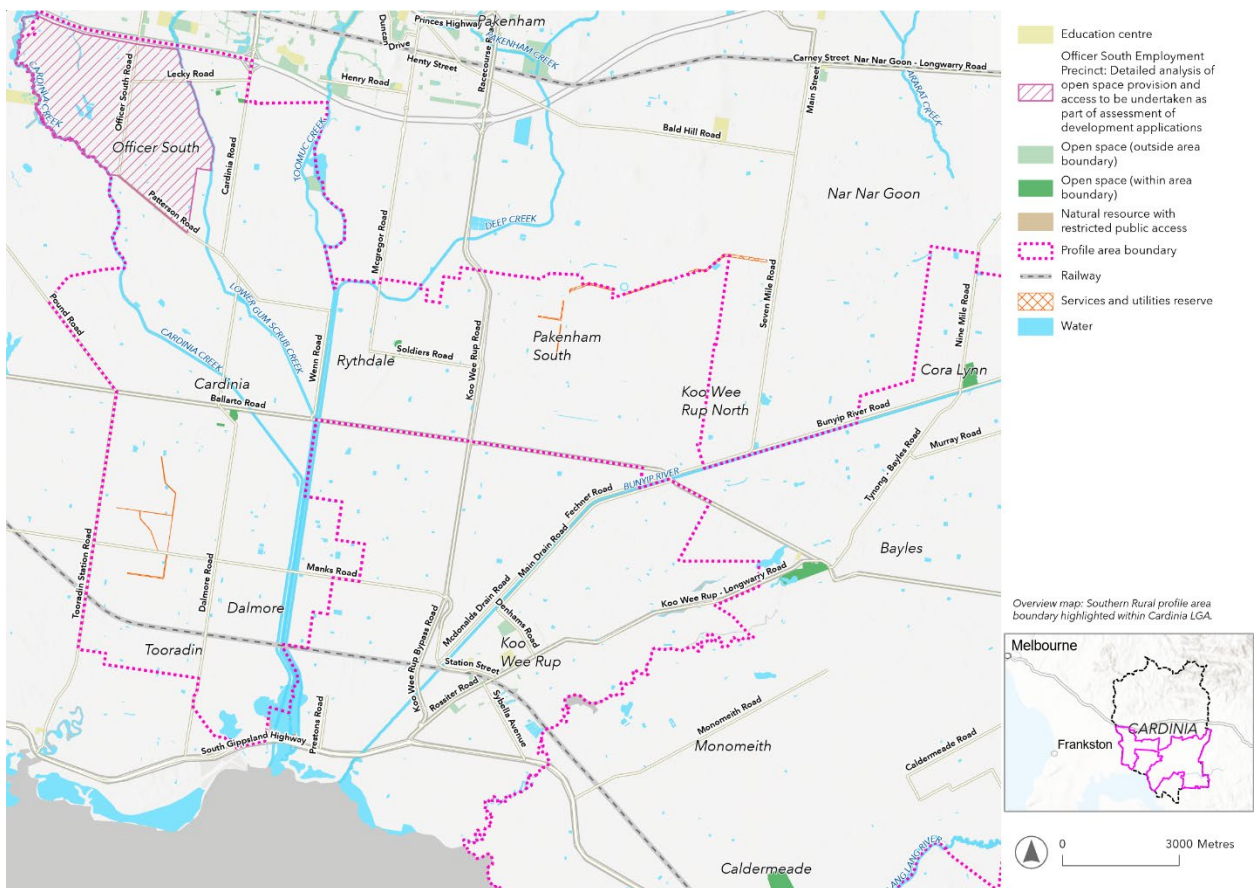 Princes Highway
Pakenham
PAKENHAM CREEK
Duncan
Drive
Henty Street
Racecourse Road
Carney Street
Nar Nar Goon - Longwarry Road
Main Street
ARARAT CREEK
CARDINIA CREEK
Officer South Road
Lecky Road
Henry Road
Bald Hill Road
Officer South
Cardinia Road
TOOMUC CREEK
Nar Nar Goon
Patterson Road
Mcgregor Road
DEEP CREEK
Seven Mile Road
Nine Mile Road
Pound Road
LOWER GUM SCRUB CREEK
CARDINIA CREEK
Wenn Road
Rythdale
Soldiers Road
Koo Wee Rup Road
Pakenham
South
Cardinia
Ballarto Road
Koo Wee
Rup North
Cora Lynn
Bunyip River Road
Murray Road
Tynong - Bayles Road
BUNYIP RIVER
Fechner Road
Main Drain Road
Bayles
Tooradin Station Road
Dalmore Road
Manks Road
Dalmore
Koo Wee Rup - Longwarry Road
Mcdonalds Drain Road
Denhams Road
Koo Wee Rup Bypass Road
Koo
Wee Rup
Tooradin
Station Street
Rossiter Road
Sybella Avenue
Prestons Road
South Gippsland Highway
Monomeith Road
Monomeith
Caldermeade Road
Caldermeade
LANG LANG RIVER
Education centre
Officer South Employment
Precinct: Detailed analysis of
open space provision and
access to be undertaken as
part of assessment of
development applications
Open space (outside area
boundary)
Open space (within area
boundary)
Natural resource with
restricted public access
Profile area boundary
Railway
Services and utilities reserve
Water
Overview map: Southern Rural profile area
boundary highlighted within Cardinia LGA.
Melbourne
CARDINIA
Frankston
0 3000 Metres